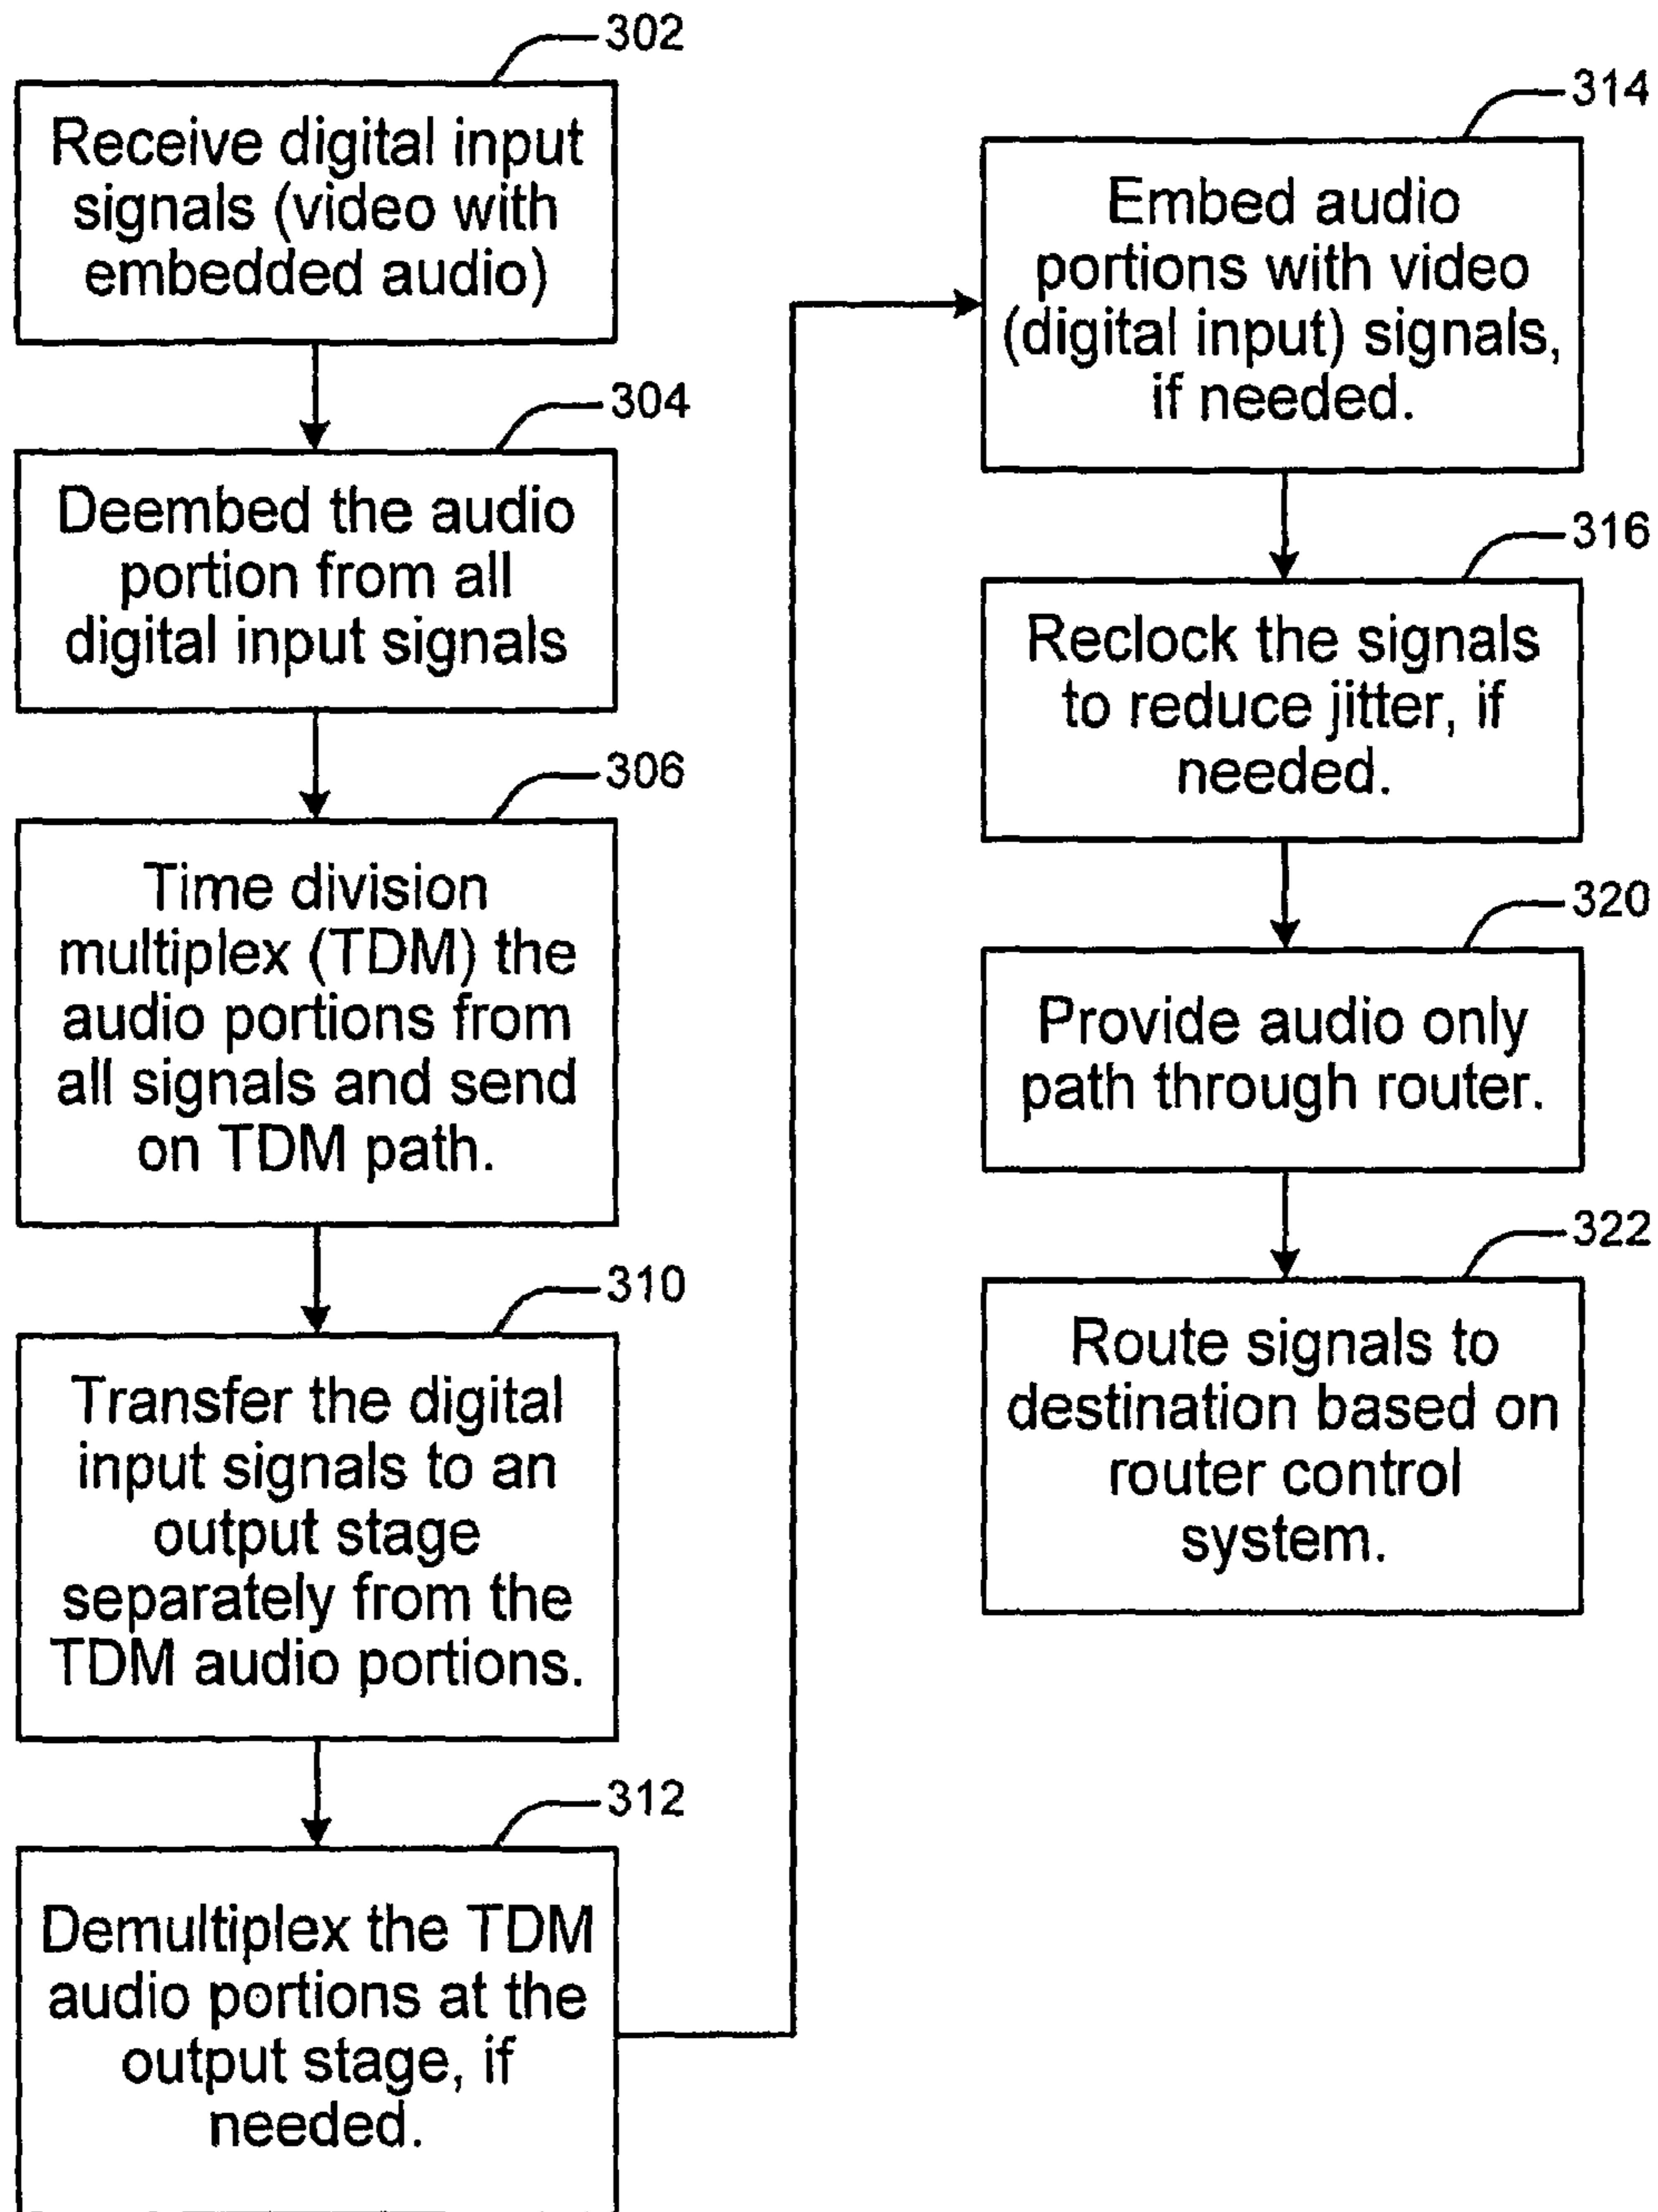 302
Receive digital input
signals (video with
embedded audio)
304
Deembed the audio
portion from all
digital input signals
306
Time division
multiplex (TDM) the
audio portions from
all signals and send
on TDM path.
310
Transfer the digital
input signals to an
output stage
separately from the
TDM audio portions.
312
Demultiplex the TDM
audio portions at the
output stage, if
needed.
314
Embed audio
portions with video
(digital input) signals,
if needed.
316
Reclock the signals
to reduce jitter, if
needed.
320
Provide audio only
path through router.
322
Route signals to
destination based on
router control
system.